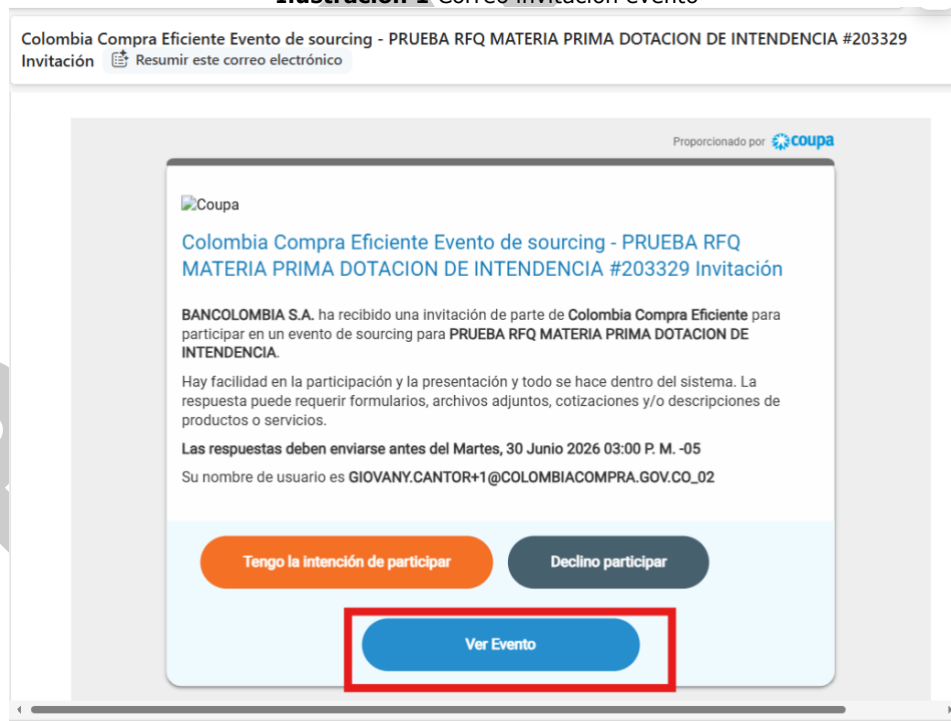 Ilustración 1 Correo invitación evento
Colombia Compra Eficiente Evento de sourcing - PRUEBA RFQ MATERIA PRIMA DOTACION DE INTENDENCIA #203329
Invitación Resumir este correo electrónico
Proporcionado por coupa
Coupa
Colombia Compra Eficiente Evento de sourcing - PRUEBA RFQ
MATERIA PRIMA DOTACION DE INTENDENCIA #203329 Invitación
BANCOLOMBIA S.A. ha recibido una invitación de parte de Colombia Compra Eficiente para
participar en un evento de sourcing para PRUEBA RFQ MATERIA PRIMA DOTACION DE
INTENDENCIA.
Hay facilidad en la participación y la presentación y todo se hace dentro del sistema. La
respuesta puede requerir formularios, archivos adjuntos, cotizaciones y/o descripciones de
productos o servicios.
Las respuestas deben enviarse antes del Martes, 30 Junio 2026 03:00 P. M. -05
Su nombre de usuario es GIOVANY.CANTOR+1@COLOMBIACOMPRA.GOV.CO_02
Tengo la intención de participar
Declino participar
Ver Evento